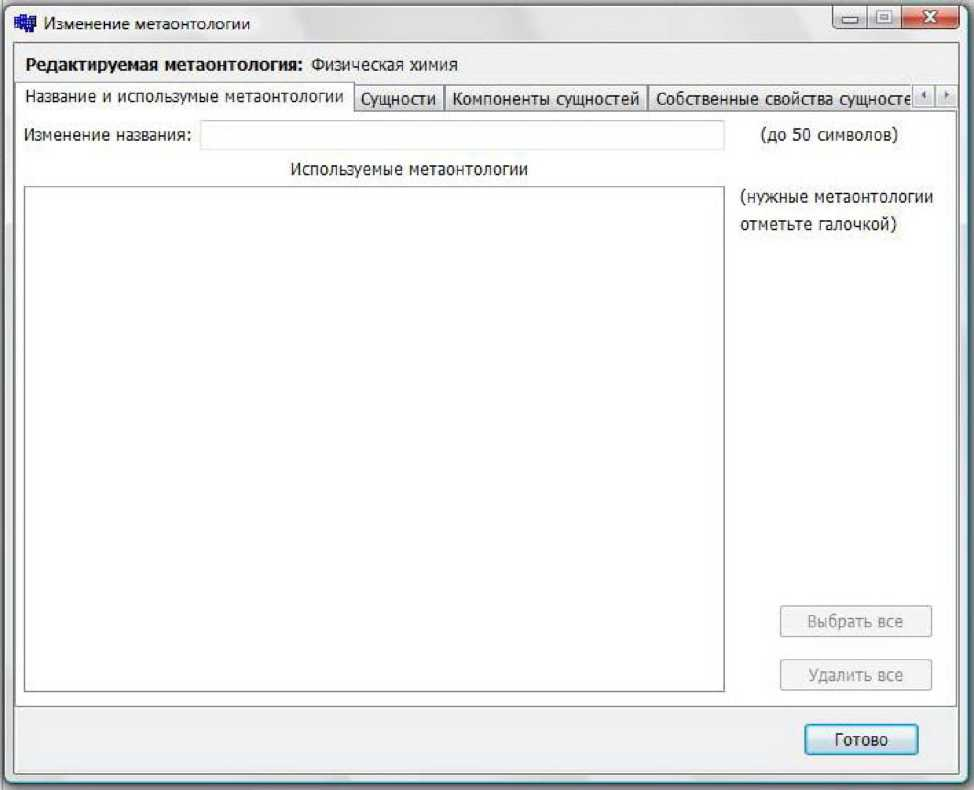 Изменение метаонтологии
Редактируемая метаонтология: Физическая химия
Название и использумые метаонтологии Сущности Компоненты сущностей Собственные свойства сущносте
Изменение названия: (до 50 символов)
Используемые метаонтологии
(нужные метаонтологии
отметьте галочкой)
Выбрать все
Удалить все
Готово